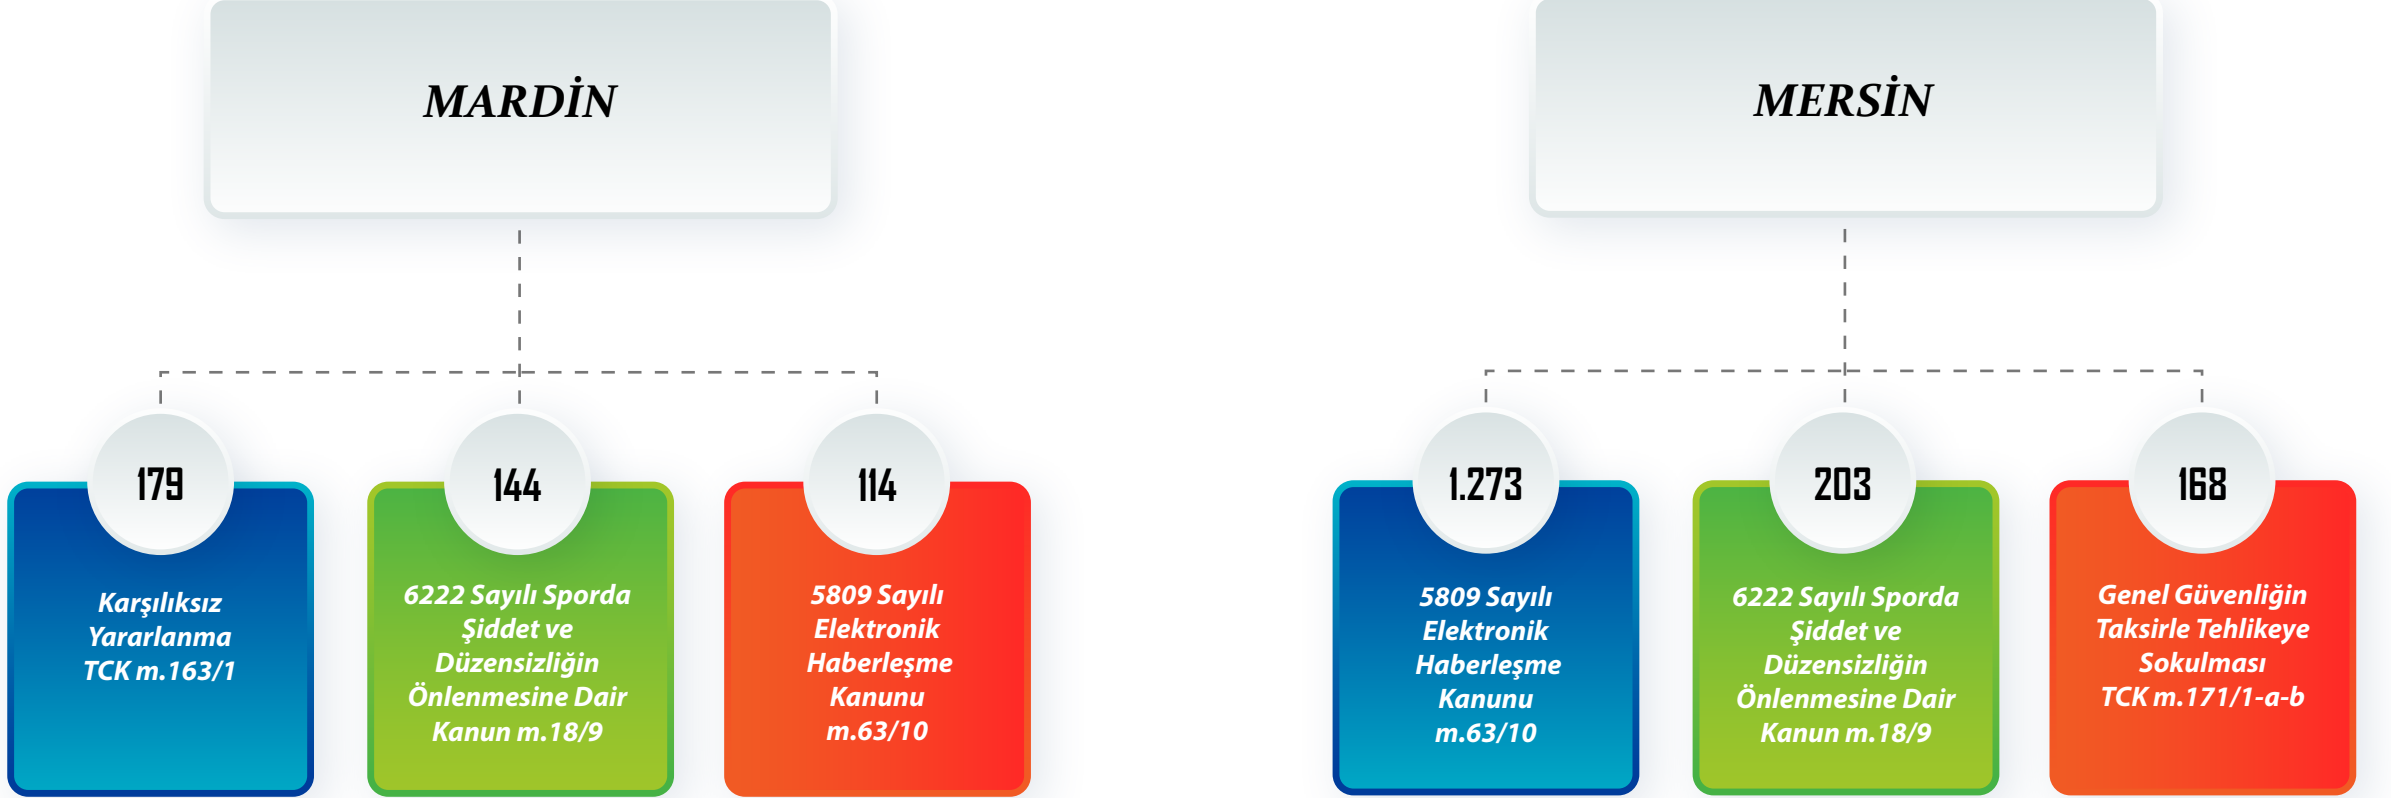 MARDİN
179
Karşılıksız
Yararlanma
TCK m.163/1
144
6222 Sayılı Sporda
Şiddet ve
Düzensizliğin
Önlenmesine Dair
Kanun m.18/9
114
5809 Sayılı
Elektronik
Haberleşme
Kanunu
m.63/10
MERSİN
1.273
5809 Sayılı
Elektronik
Haberleşme
Kanunu
m.63/10
203
6222 Sayılı Sporda
Şiddet ve
Düzensizliğin
Önlenmesine Dair
Kanun m.18/9
168
Genel Güvenliğin
Taksirle Tehlikeye
Sokulması
TCK m.171/1-a-b